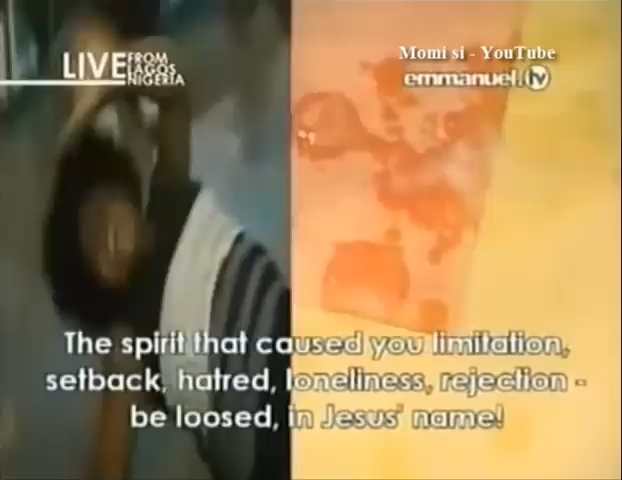 LIVE FROM
LAGOS
NIGERIA
Momi si - YouTube
emmanuel.tv
The spirit that caused you limitation,
setback, hatred, loneliness, rejection -
be loosed, in Jesus' name!